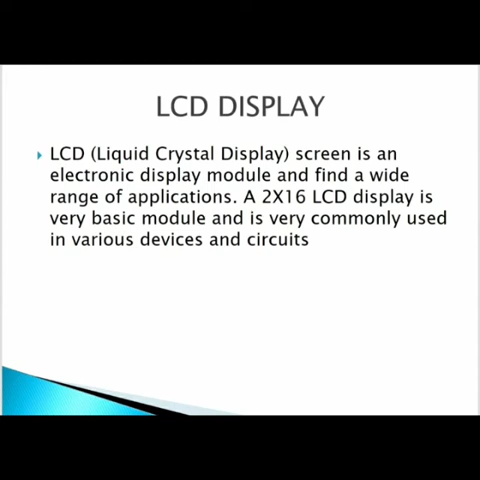 LCD DISPLAY
LCD (Liquid Crystal Display) screen is an
electronic display module and find a wide
range of applications. A 2X16 LCD display is
very basic module and is very commonly used
in various devices and circuits